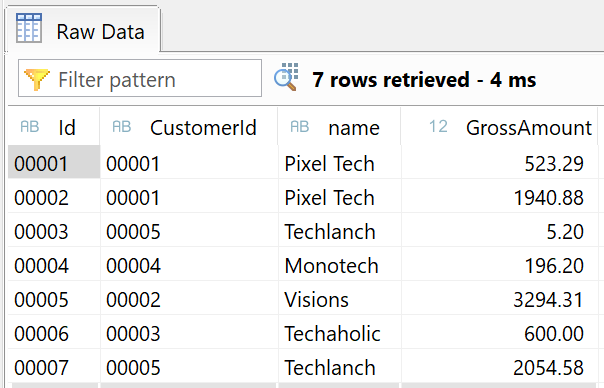 Raw Data
Filter pattern 7 rows retrieved - 4 ms
AB Id AB CustomerId AB name 12 GrossAmount
00001 00001 Pixel Tech 523.29
00002 00001 Pixel Tech 1940.88
00003 00005 Techlanch 5.20
00004 00004 Monotech 196.20
00005 00002 Visions 3294.31
00006 00003 Techaholic 600.00
00007 00005 Techlanch 2054.58